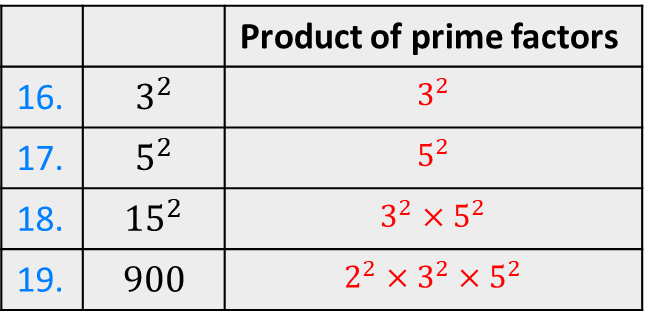 Product of prime factors
16. 3² 3²
17. 5² 5²
18. 15² 3² × 5²
19. 900 2² × 3² × 5²